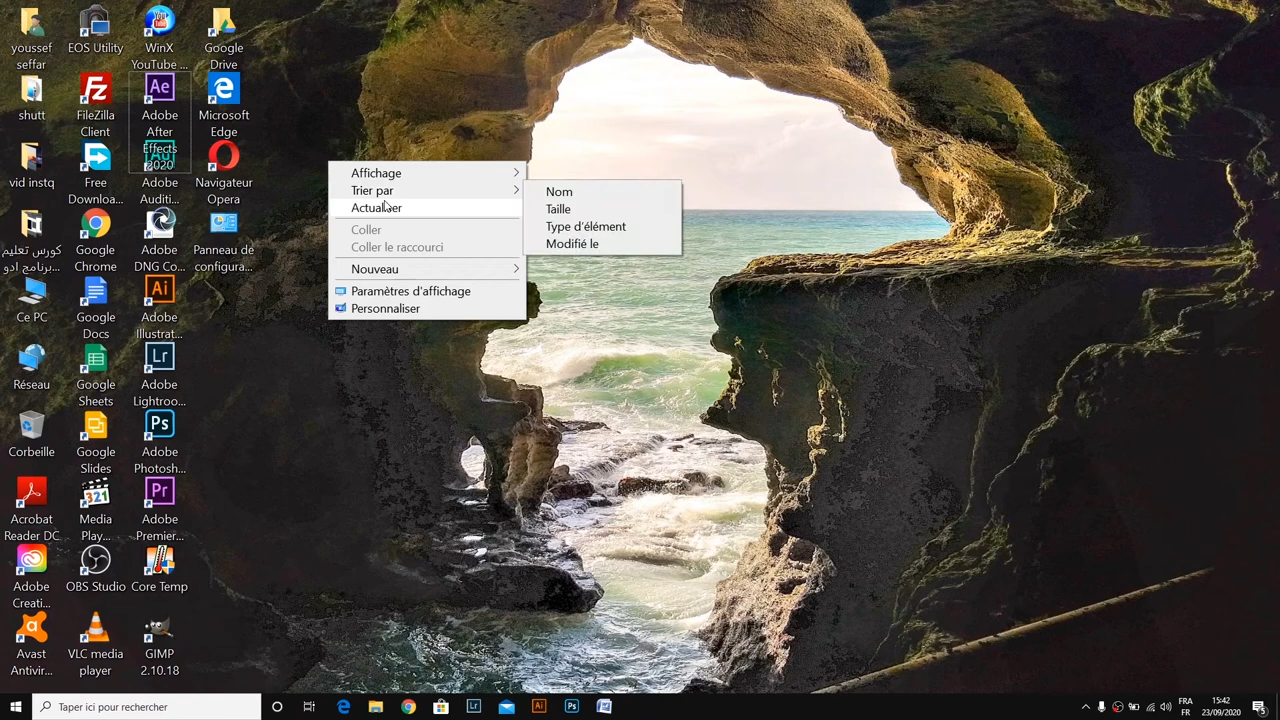 youssef
seffar
EOS Utility
WinX
YouTube ...
Google
Drive
shutt
FileZilla
Client
Adobe
After
Effects
2020
Microsoft
Edge
vid instq
Free
Downloa...
Adobe
Auditi...
Navigateur
Opera
كورس تعليم
برنامج ادو...
Google
Chrome
Adobe
DNG Co...
Panneau de
configura...
Ce PC
Google
Docs
Adobe
Illustrat...
Réseau
Google
Sheets
Adobe
Lightroo...
Corbeille
Google
Slides
Adobe
Photosh...
Acrobat
Reader DC
Media
Play...
Adobe
Premier...
Adobe
Creati...
OBS Studio
Core Temp
Avast
Antivir...
VLC media
player
GIMP
2.10.18
Affichage
Trier par
Actualiser
Coller
Coller le raccourci
Nouveau
Paramètres d'affichage
Personnaliser
Nom
Taille
Type d'élément
Modifié le
Taper ici pour rechercher
FRA
FR
15:42
23/09/2020